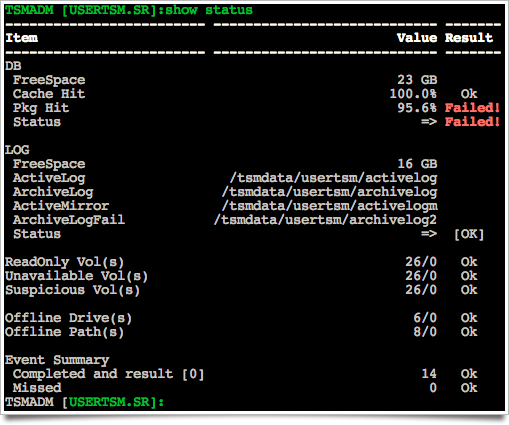 TSMADM [USERTSM.SR]:show status
------------------------- ---------------------------- -------
Item                                             Value Result
------------------------- ---------------------------- -------
DB
 FreeSpace                                       23 GB
 Cache Hit                                      100.0%   Ok
 Pkg Hit                                         95.6% Failed!
 Status                                             => Failed!

LOG
 FreeSpace                                       16 GB
 ActiveLog                  /tsmdata/usertsm/activelog
 ArchiveLog                /tsmdata/usertsm/archivelog
 ActiveMirror              /tsmdata/usertsm/activelogm
 ArchiveLogFail           /tsmdata/usertsm/archivelog2
 Status                                             =>  [OK]

ReadOnly Vol(s)                                   26/0   Ok
Unavailable Vol(s)                                26/0   Ok
Suspicious Vol(s)                                 26/0   Ok

Offline Drive(s)                                   6/0   Ok
Offline Path(s)                                    8/0   Ok

Event Summary
 Completed and result [0]                           14   Ok
 Missed                                              0   Ok
TSMADM [USERTSM.SR]: